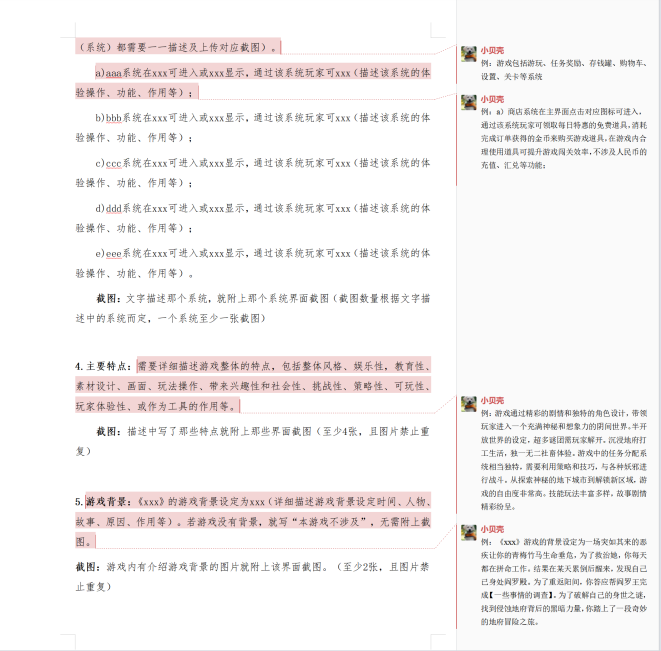 （系统）都需要一一描述及上传对应截图）。
a)aaa系统在xxx可进入或xxx显示，通过该系统玩家可xxx（描述该系统的体
验操作、功能、作用等）；
b)bbb系统在xxx可进入或xxx显示，通过该系统玩家可xxx（描述该系统的体
验操作、功能、作用等）；
c)ccc系统在xxx可进入或xxx显示，通过该系统玩家可xxx（描述该系统的体
验操作、功能、作用等）；
d)ddd系统在xxx可进入或xxx显示，通过该系统玩家可xxx（描述该系统的体
验操作、功能、作用等）；
e)eee系统在xxx可进入或xxx显示，通过该系统玩家可xxx（描述该系统的体
验操作、功能、作用等）。
截图：文字描述那个系统，就附上那个系统界面截图（截图数量根据文字描
述中的系统而定，一个系统至少一张截图）
4.主要特点：需要详细描述游戏整体的特点，包括整体风格、娱乐性，教育性、
素材设计、画面、玩法操作、带来兴趣性和社会性、挑战性、策略性、可玩性、
玩家体验性、或作为工具的作用等。
截图：描述中写了那些特点就附上那些界面截图（至少4张，且图片禁止重
复）
5.游戏背景：《xxx》的游戏背景设定为xxx（详细描述游戏背景设定时间、人物、
故事、原因、作用等）。若游戏没有背景，就写“本游戏不涉及”，无需附上截
图。
截图：游戏内有介绍游戏背景的图片就附上该界面截图。（至少2张，且图片禁
止重复）
小贝壳
例：游戏包括游玩、任务奖励、存钱罐、购物车、
设置、关卡等系统
小贝壳
例：a）商店系统在主界面点击对应图标可进入，
通过该系统玩家可领取每日特惠的免费道具，消耗
完成订单获得的金币来购买游戏道具，在游戏内合
理使用道具可提升游戏闯关效率，不涉及人民币的
充值、汇兑等功能；
小贝壳
例：游戏通过精彩的剧情和独特的角色设计，带领
玩家进入一个充满神秘和想象力的阴间世界。半开
放世界的设定，超多谜团需玩家解开。沉浸地府打
工生活，独一无二社畜体验。游戏中的任务分配系
统相当独特，需要利用策略和技巧，与各种妖邪进
行战斗。从探索神秘的地下城市到解锁新区域，游
戏的自由度非常高。技能玩法丰富多样，故事剧情
精彩纷呈。
小贝壳
例：《xxx》游戏的背景设为一场突如其来的恶
疾让你的青梅竹马生命垂危，为了救治她，你每天
都在拼命工作，结果在某天累倒后醒来，发现自己
已身处阎罗殿。为了重返阳间，你答应帮阎罗王完
成【一些事情的调查】。为了破解自己的身世之谜，
找到侵蚀地府背后的黑暗力量，你踏上了一段奇妙
的地府冒险之旅。